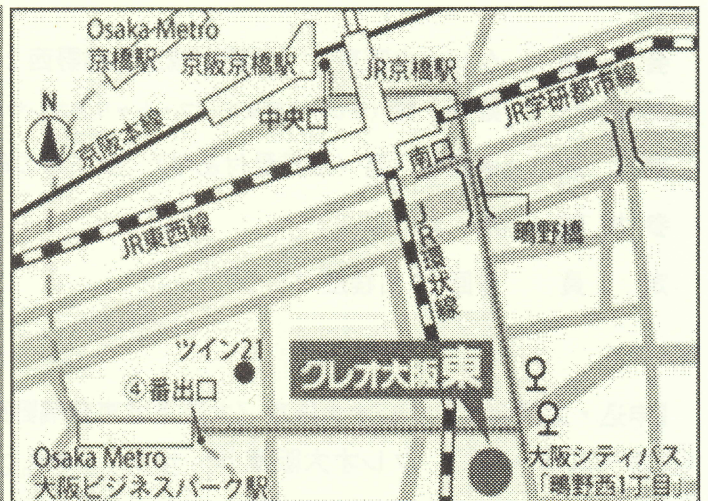 Osaka Metro
京橋駅
京阪京橋駅
JR京橋駅
JR学研都市線
中央口
N
京阪本線
南口
JR東西線
JR環状線
鴫野橋
ツイン21
クレオ大阪東
④番出口
Osaka Metro
大阪ビジネスパーク駅
大阪シティバス
「鴫野西1丁目」